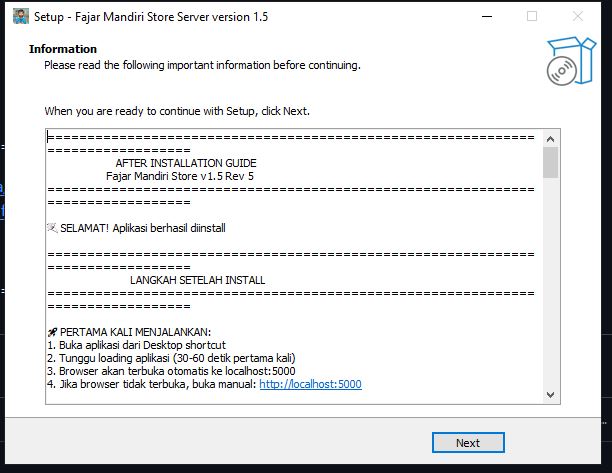 Setup - Fajar Mandiri Store Server version 1.5
Information
Please read the following important information before continuing.
When you are ready to continue with Setup, click Next.
============================================================
==================
AFTER INSTALLATION GUIDE
Fajar Mandiri Store v1.5 Rev 5
============================================================
==================
SELAMAT! Aplikasi berhasil diinstall
============================================================
==================
LANGKAH SETELAH INSTALL
============================================================
==================
🚀 PERTAMA KALI MENJALANKAN:
1. Buka aplikasi dari Desktop shortcut
2. Tunggu loading aplikasi (30-60 detik pertama kali)
3. Browser akan terbuka otomatis ke localhost:5000
4. Jika browser tidak terbuka, buka manual: http://localhost:5000
Next